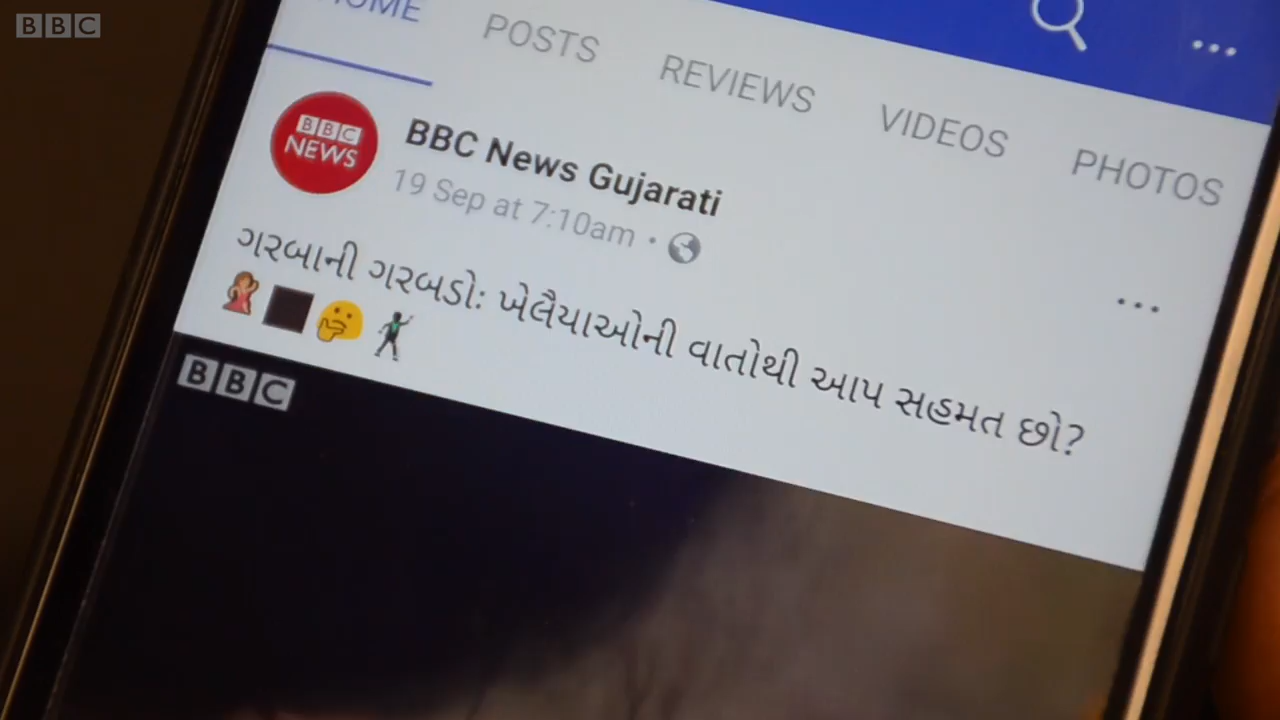 BBC
HOME POSTS REVIEWS VIDEOS PHOTOS
BBC NEWS
BBC News Gujarati
19 Sep at 7:10am
ગરબાની ગરબડો: ખેલૈયાઓની વાતોથી આપ સહમત છો?
BBC